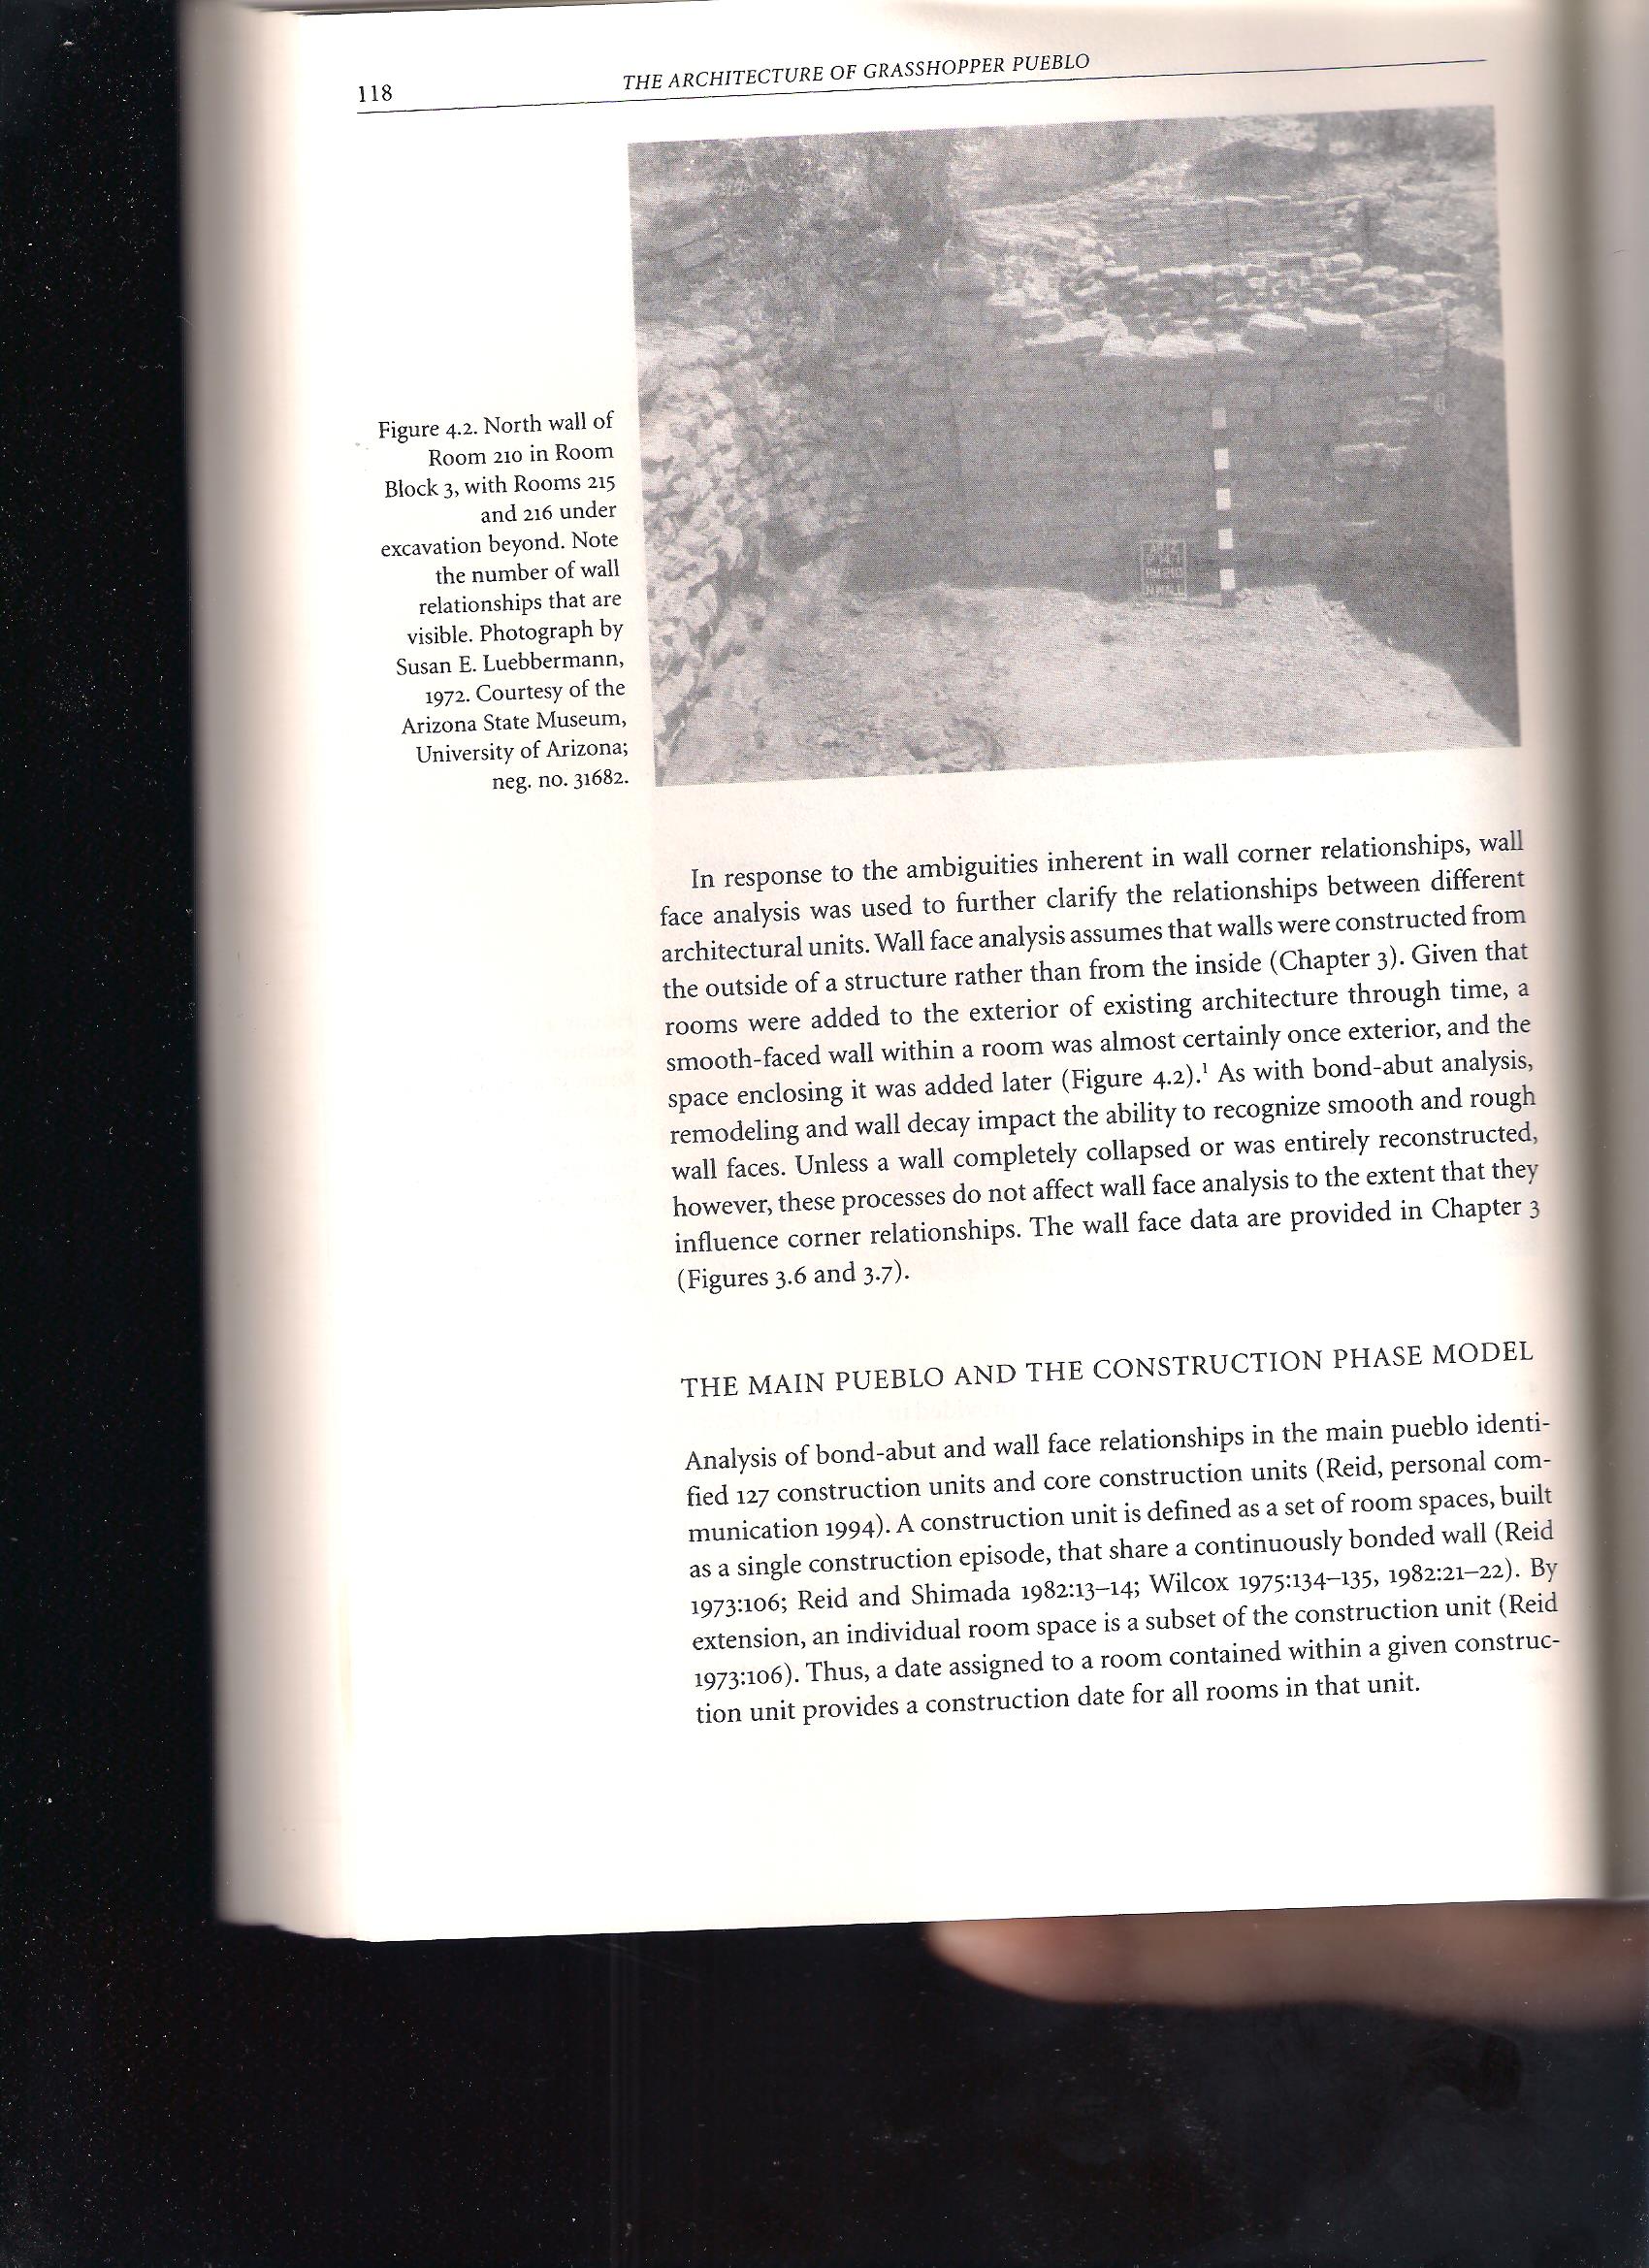 118
THE ARCHITECTURE OF GRASSHOPPER PUEBLO
Figure 4.2. North wall of
Room 210 in Room
Block 3, with Rooms 215
and 216 under
excavation beyond. Note
the number of wall
relationships that are
visible. Photograph by
Susan E. Luebbermann,
1972. Courtesy of the
Arizona State Museum,
University of Arizona;
neg. no. 31682.
RM 210
N WALL
In response to the ambiguities inherent in wall corner relationships, wall
face analysis was used to further clarify the relationships between different
architectural units. Wall face analysis assumes that walls were constructed from
the outside of a structure rather than from the inside (Chapter 3). Given that
rooms were added to the exterior of existing architecture through time, a
smooth-faced wall within a room was almost certainly once exterior, and the
space enclosing it was added later (Figure 4.2).¹ As with bond-abut analysis,
remodeling and wall decay impact the ability to recognize smooth and rough
wall faces. Unless a wall completely collapsed or was entirely reconstructed,
however, these processes do not affect wall face analysis to the extent that they
influence corner relationships. The wall face data are provided in Chapter 3
(Figures 3.6 and 3.7).
THE MAIN PUEBLO AND THE CONSTRUCTION PHASE MODEL
Analysis of bond-abut and wall face relationships in the main pueblo identi-
fied 127 construction units and core construction units (Reid, personal com-
munication 1994). A construction unit is defined as a set of room spaces, built
as a single construction episode, that share a continuously bonded wall (Reid
1973:106; Reid and Shimada 1982:13–14; Wilcox 1975:134–135, 1982:21–22). By
extension, an individual room space is a subset of the construction unit (Reid
1973:106). Thus, a date assigned to a room contained within a given construc-
tion unit provides a construction date for all rooms in that unit.